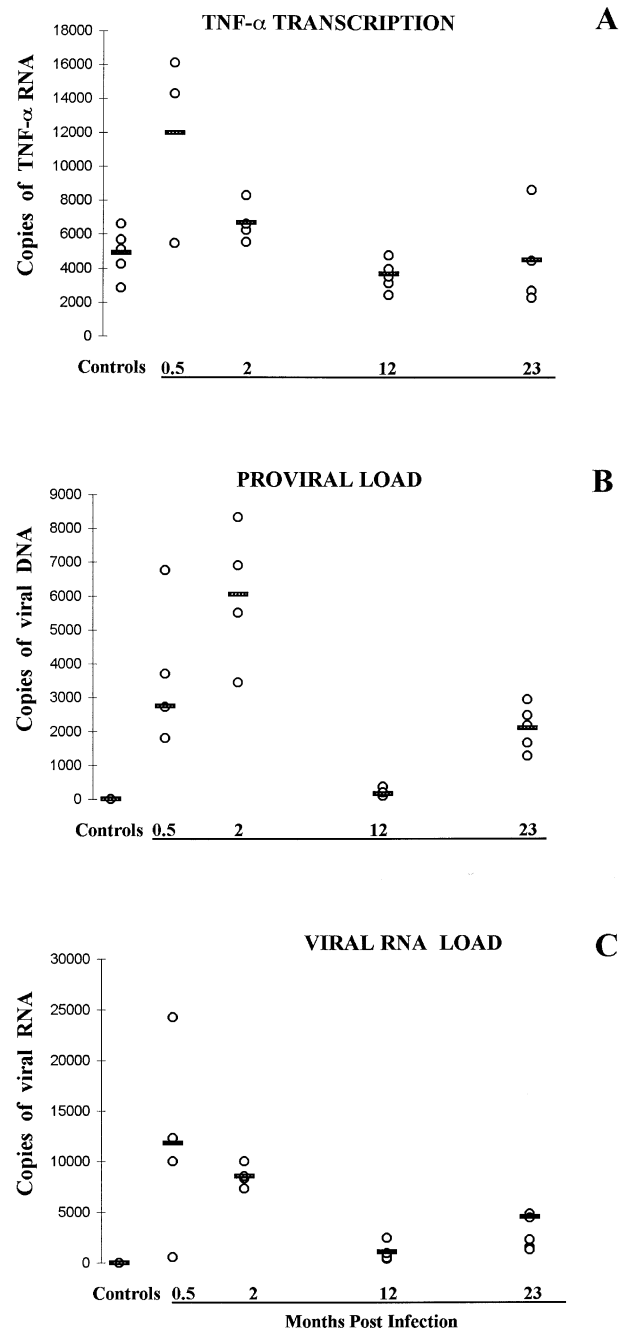 TNF-α TRANSCRIPTION
A
Copies of TNF-α RNA
18000
16000
14000
12000
10000
8000
6000
4000
2000
0
Controls 0.5 2 12 23
PROVIRAL LOAD
B
Copies of viral DNA
9000
8000
7000
6000
5000
4000
3000
2000
1000
0
Controls 0.5 2 12 23
VIRAL RNA LOAD
C
Copies of viral RNA
30000
25000
20000
15000
10000
5000
0
Controls 0.5 2 12 23
Months Post Infection